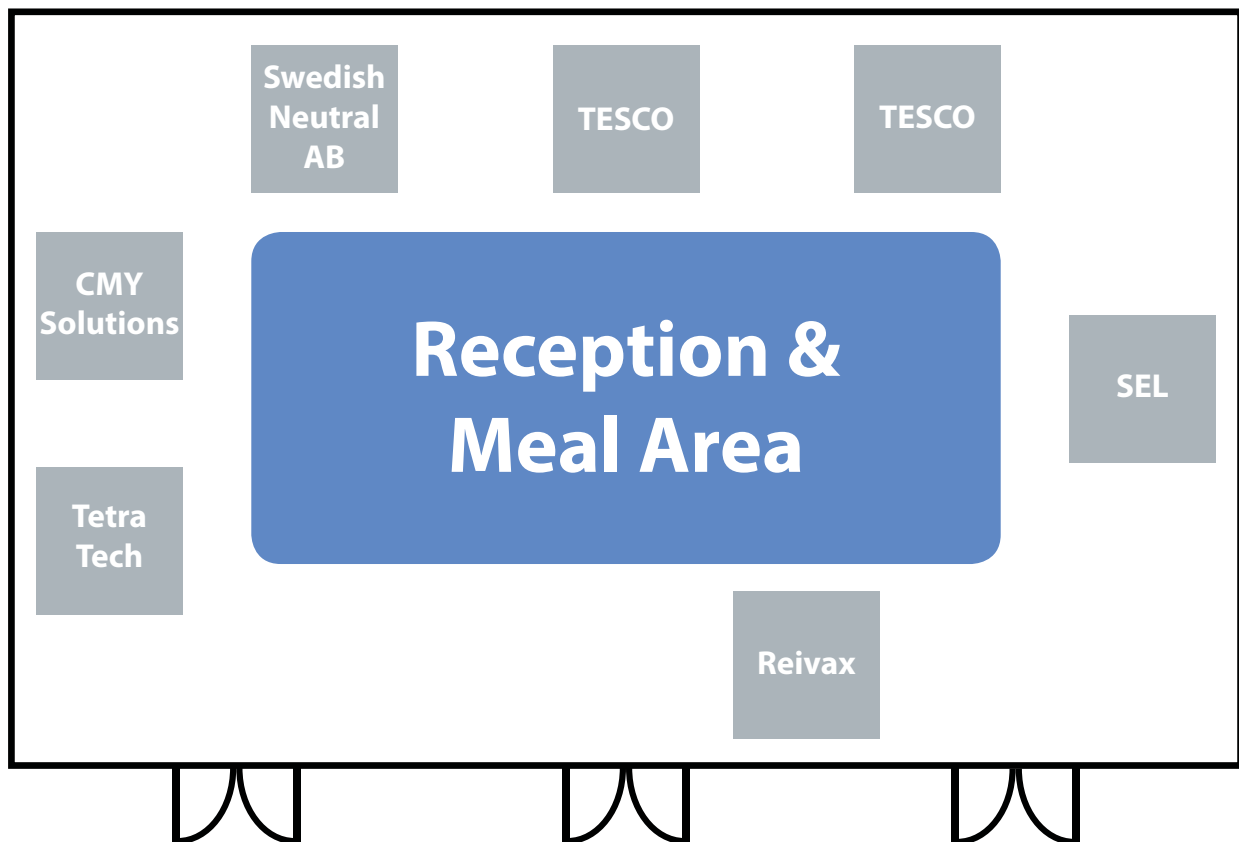 Swedish
Neutral
AB
TESCO
TESCO
CMY
Solutions
Reception &
Meal Area
SEL
Tetra
Tech
Reivax